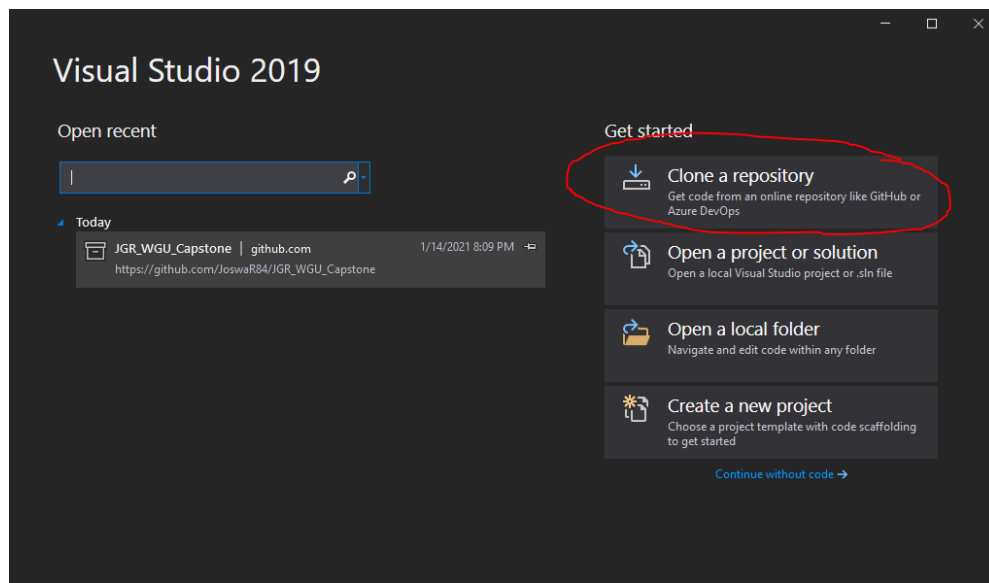 Visual Studio 2019
Open recent
Today
JGR_WGU_Capstone | github.com
1/14/2021 8:09 PM
https://github.com/JoswaR84/JGR_WGU_Capstone
Get started
Clone a repository
Get code from an online repository like GitHub or
Azure DevOps
Open a project or solution
Open a local Visual Studio project or .sln file
Open a local folder
Navigate and edit code within any folder
Create a new project
Choose a project template with code scaffolding
to get started
Continue without code →